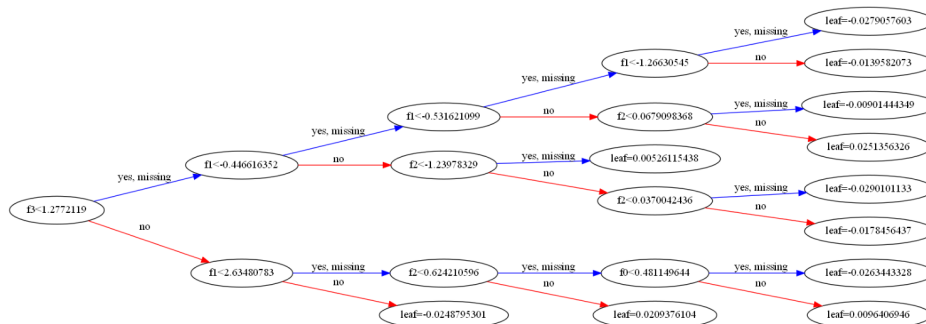 leaf=-0.0279057603
yes, missing
f1<-1.26630545
no
yes, missing
leaf=-0.0139582073
leaf=-0.00901444349
yes, missing
f1<-0.531621099
no
f2<0.0679098368
yes, missing
no
leaf=0.0251356326
f1<-0.446616352
no
f2<-1.23978329
yes, missing
leaf=0.00526115438
yes, missing
no
leaf=-0.0290101133
yes, missing
f2<0.0370042436
f3<1.2772119
no
no
leaf=-0.0178456437
f1<2.63480783
yes, missing
f2<0.624210596
yes, missing
f0<0.481149644
yes, missing
leaf=-0.0263443328
no
no
no
leaf=-0.0248795301
leaf=0.0209376104
leaf=0.0096406946